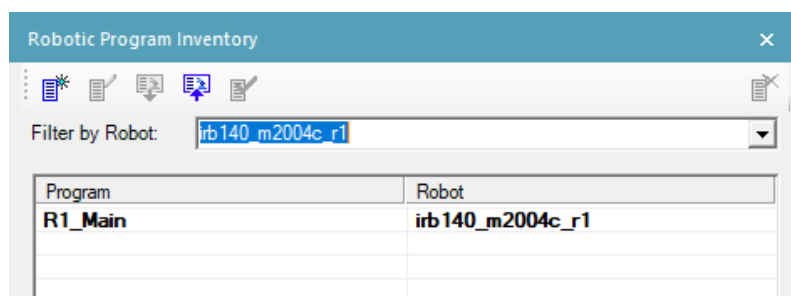 Robotic Program Inventory
Filter by Robot: irb140_m2004c_r1
Program Robot
R1_Main irb140_m2004c_r1